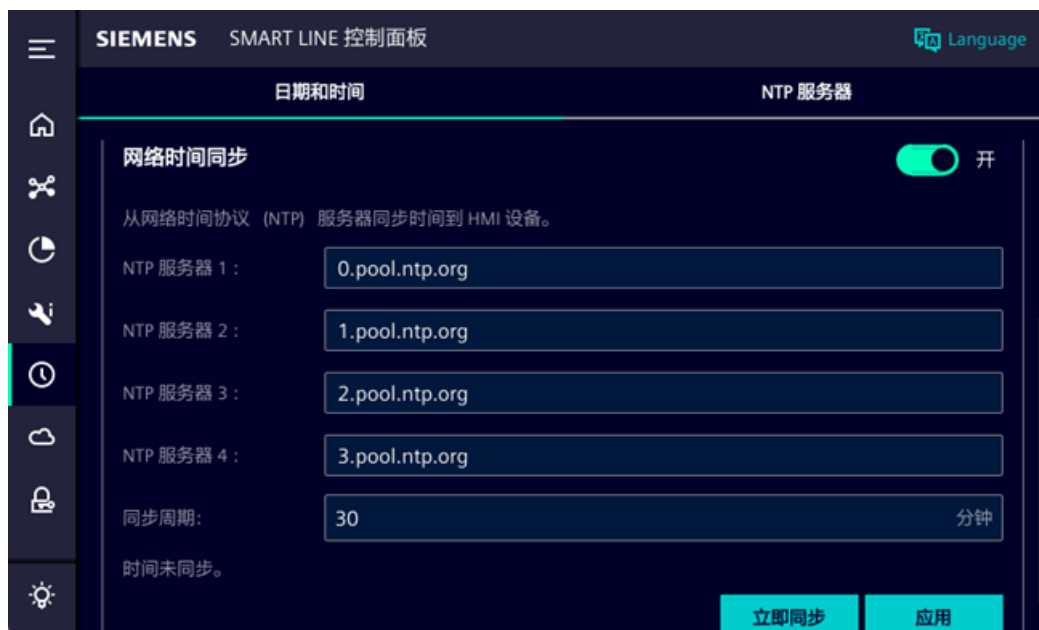 SIEMENS SMART LINE 控制面板 Language
日期和时间 NTP 服务器
网络时间同步 开
从网络时间协议 (NTP) 服务器同步时间到 HMI 设备。
NTP 服务器 1： 0.pool.ntp.org
NTP 服务器 2： 1.pool.ntp.org
NTP 服务器 3： 2.pool.ntp.org
NTP 服务器 4： 3.pool.ntp.org
同步周期: 30 分钟
时间未同步。
立即同步 应用